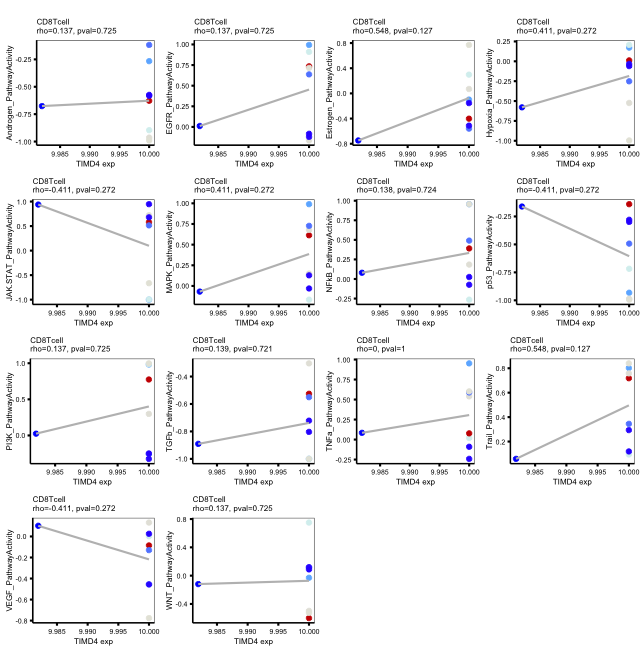 CD8Tcell
rho=0.137, pval=0.725
Androgen_PathwayActivity
-0.25
-0.50
-0.75
-1.00
9.985 9.990 9.995 10.000
TIMD4 exp
CD8Tcell
rho=0.137, pval=0.725
EGFR_PathwayActivity
1.00
0.75
0.50
0.25
0.00
9.985 9.990 9.995 10.000
TIMD4 exp
CD8Tcell
rho=0.548, pval=0.127
Estrogen_PathwayActivity
0.8
0.4
0.0
-0.4
-0.8
9.985 9.990 9.995 10.000
TIMD4 exp
CD8Tcell
rho=0.411, pval=0.272
Hypoxia_PathwayActivity
0.25
0.00
-0.25
-0.50
-0.75
-1.00
9.985 9.990 9.995 10.000
TIMD4 exp
CD8Tcell
rho=-0.411, pval=0.272
JAK.STAT_PathwayActivity
1.0
0.5
0.0
-0.5
-1.0
9.985 9.990 9.995 10.000
TIMD4 exp
CD8Tcell
rho=0.411, pval=0.272
MAPK_PathwayActivity
1.00
0.75
0.50
0.25
0.00
9.985 9.990 9.995 10.000
TIMD4 exp
CD8Tcell
rho=0.138, pval=0.724
NFkB_PathwayActivity
1.00
0.75
0.50
0.25
0.00
-0.25
9.985 9.990 9.995 10.000
TIMD4 exp
CD8Tcell
rho=-0.411, pval=0.272
p53_PathwayActivity
-0.25
-0.50
-0.75
-1.00
9.985 9.990 9.995 10.000
TIMD4 exp
CD8Tcell
rho=0.137, pval=0.725
PI3K_PathwayActivity
1.0
0.5
0.0
9.985 9.990 9.995 10.000
TIMD4 exp
CD8Tcell
rho=0.139, pval=0.721
TGFb_PathwayActivity
-0.4
-0.6
-0.8
-1.0
9.985 9.990 9.995 10.000
TIMD4 exp
CD8Tcell
rho=0, pval=1
TNFa_PathwayActivity
1.00
0.75
0.50
0.25
0.00
-0.25
9.985 9.990 9.995 10.000
TIMD4 exp
CD8Tcell
rho=0.548, pval=0.127
Trail_PathwayActivity
0.8
0.6
0.4
0.2
9.985 9.990 9.995 10.000
TIMD4 exp
CD8Tcell
rho=-0.411, pval=0.272
VEGF_PathwayActivity
0.0
-0.2
-0.4
-0.6
-0.8
9.985 9.990 9.995 10.000
TIMD4 exp
CD8Tcell
rho=0.137, pval=0.725
WNT_PathwayActivity
0.8
0.4
0.0
-0.4
9.985 9.990 9.995 10.000
TIMD4 exp